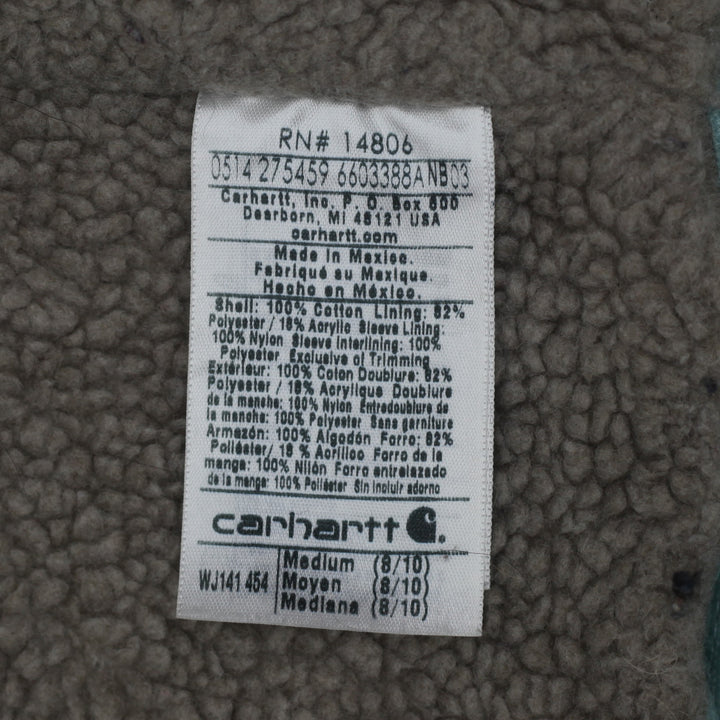 RN# 14806
0514 275459 6603388A NB03
Carhartt, Inc. P. O. Box 600
Dearborn, MI 48121 USA
carhartt.com
Made in Mexico.
Fabriqué au Mexique.
Hecho en México.
Shell: 100% Cotton Lining: 82%
Polyester / 18% Acrylic Sleeve Lining:
100% Nylon Sleeve Interlining: 100%
Polyester Exclusive of Trimming
Extérieur: 100% Coton Doublure: 82%
Polyester / 18% Acrylique Doublure
de la manche: 100% Nylon Entredoublure de
la manche: 100% Polyester Sans garniture
Armazón: 100% Algodón Forro: 82%
Poliéster/ 18 % Acrílico Forro de la
manga: 100% Nilón Forro entrelazado
de la manga: 100% Poliéster Sin incluir adorno
carhartt
WJ141 454
Medium (8/10)
Moyen (8/10)
Mediana (8/10)